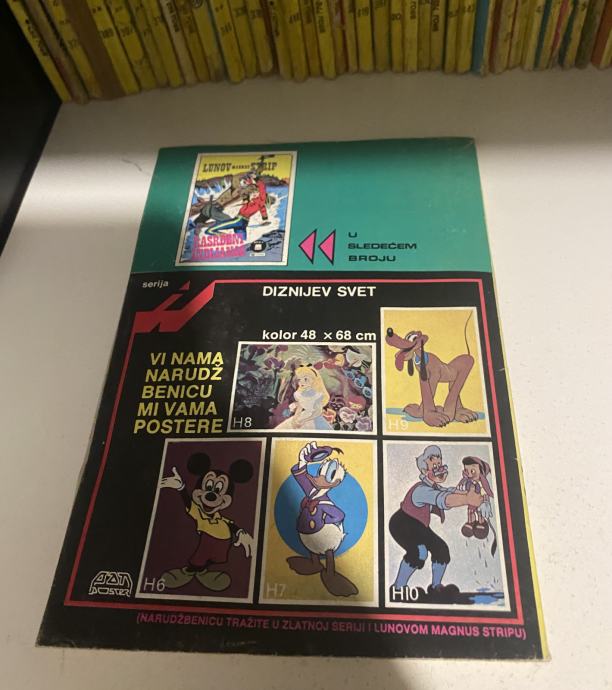 LUNOV MAGNUS STRIP
U
SLEDEĆEM
BROJU
serija
DIZNIJEV SVET
kolor 48 × 68 cm
VI NAMA
NARUDŽ
BENICU
MI VAMA
POSTERE
H8
H9
H6
H7
H10
POSTER
(NARUDŽBENICU TRAŽITE U ZLATNOJ SERIJI I LUNOVOM MAGNUS STRIPU)